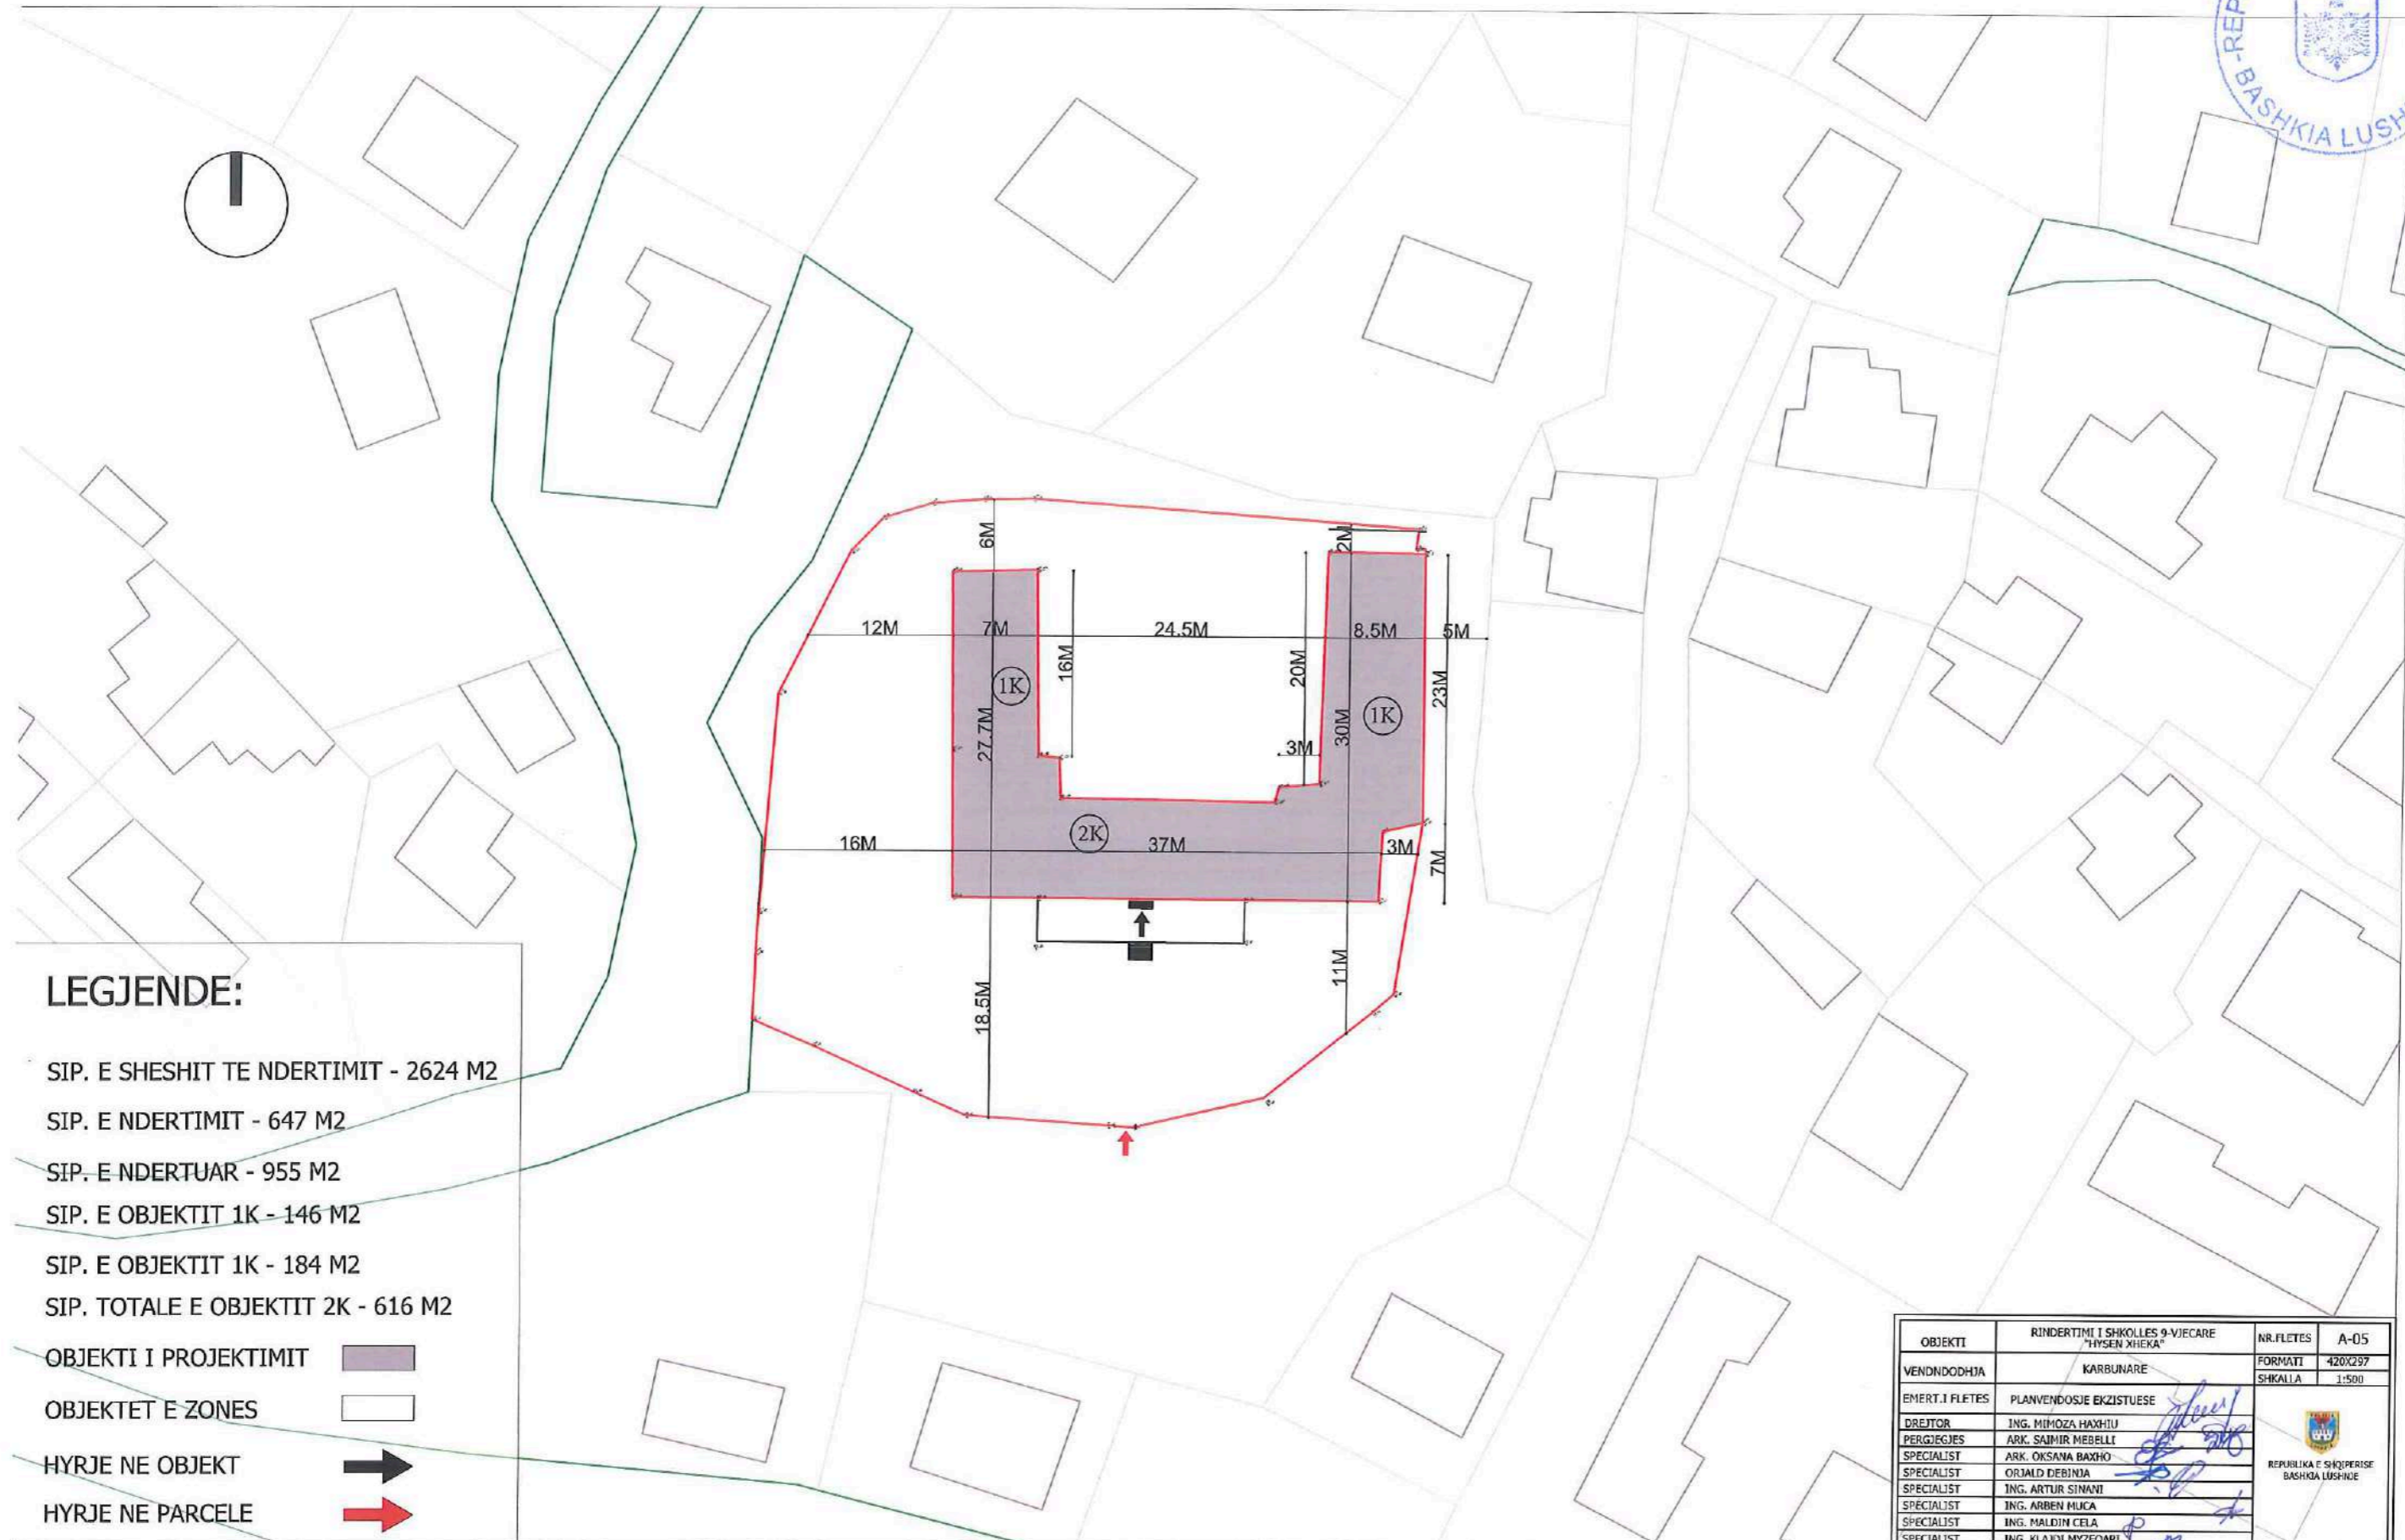 -REP
BASHKIA LUSH
6M
2M
12M
7M
24.5M
8.5M
5M
16M
20M
23M
1K
1K
27.7M
30M
3M
2K
16M
37M
3M
7M
18.5M
11M
LEGJENDE:
SIP. E SHESHIT TE NDERTIMIT - 2624 M2
SIP. E NDERTIMIT - 647 M2
SIP. E NDERTUAR - 955 M2
SIP. E OBJEKTIT 1K - 146 M2
SIP. E OBJEKTIT 1K - 184 M2
SIP. TOTALE E OBJEKTIT 2K - 616 M2
OBJEKTI I PROJEKTIMIT
OBJEKTET E ZONES
HYRJE NE OBJEKT
HYRJE NE PARCELE
OBJEKTI RINDERTIMI I SHKOLLES 9-VJECARE "HYSEN XHEKA" NR.FLETES A-05
VENDNDODHJA KARBUNARE FORMATI 420X297
SHKALLA 1:500
EMERT.I FLETES PLANVENDOSJE EKZISTUESE
DREJTOR ING. MIMOZA HAXHIU
PERGJEGJES ARK. SAIMIR MEBELLI
SPECIALIST ARK. OKSANA BAXHO
SPECIALIST ORJALD DEBINJA
SPECIALIST ING. ARTUR SINANI
SPECIALIST ING. ARBEN MUCA
SPECIALIST ING. MALDIN CELA
SPECIALIST ING. KLAJDI MYZEQARI
REPUBLIKA E SHQIPERISE
BASHKIA LUSHNJE